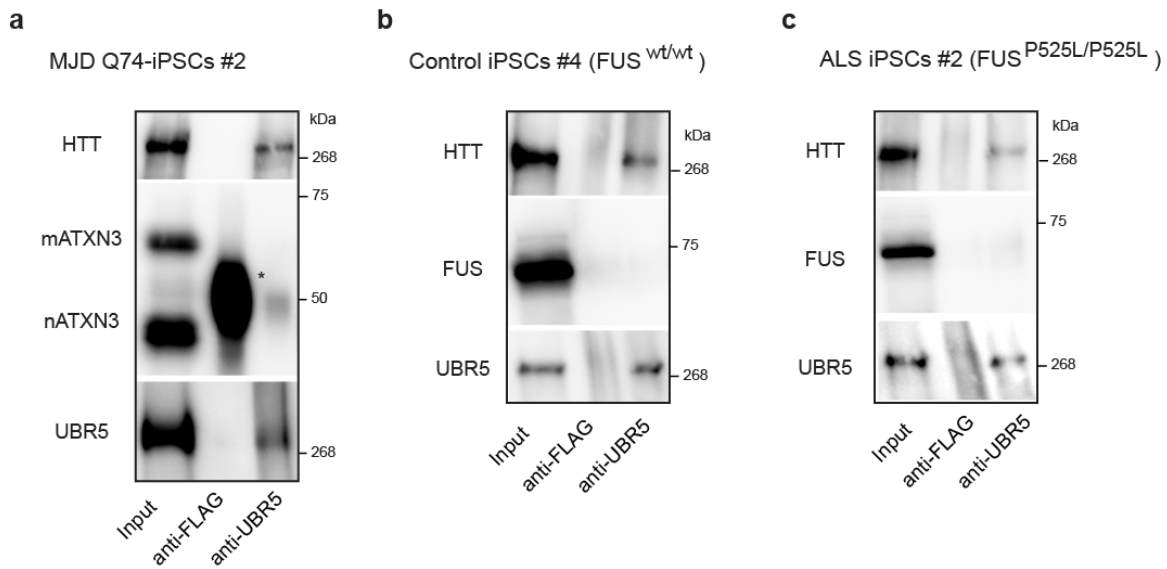 a
MJD Q74-iPSCs #2
kDa
HTT
268
75
mATXN3
*
50
nATXN3
UBR5
268
Input
anti-FLAG
anti-UBR5
b
Control iPSCs #4 (FUS wt/wt )
kDa
HTT
268
75
FUS
UBR5
268
Input
anti-FLAG
anti-UBR5
c
ALS iPSCs #2 (FUS P525L/P525L )
kDa
HTT
268
75
FUS
UBR5
268
Input
anti-FLAG
anti-UBR5